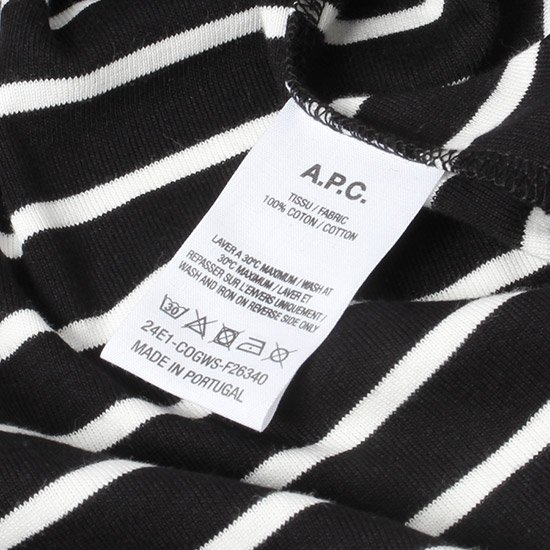 A.P.C.
TISSU / FABRIC
100% COTON / COTTON
LAVER A 30°C MAXIMUM / WASH AT
30°C MAXIMUM / LAVER ET
REPASSER SUR L'ENVERS UNIQUEMENT /
WASH AND IRON ON REVERSE SIDE ONLY
30
24E1-COGWS-F26340
MADE IN PORTUGAL